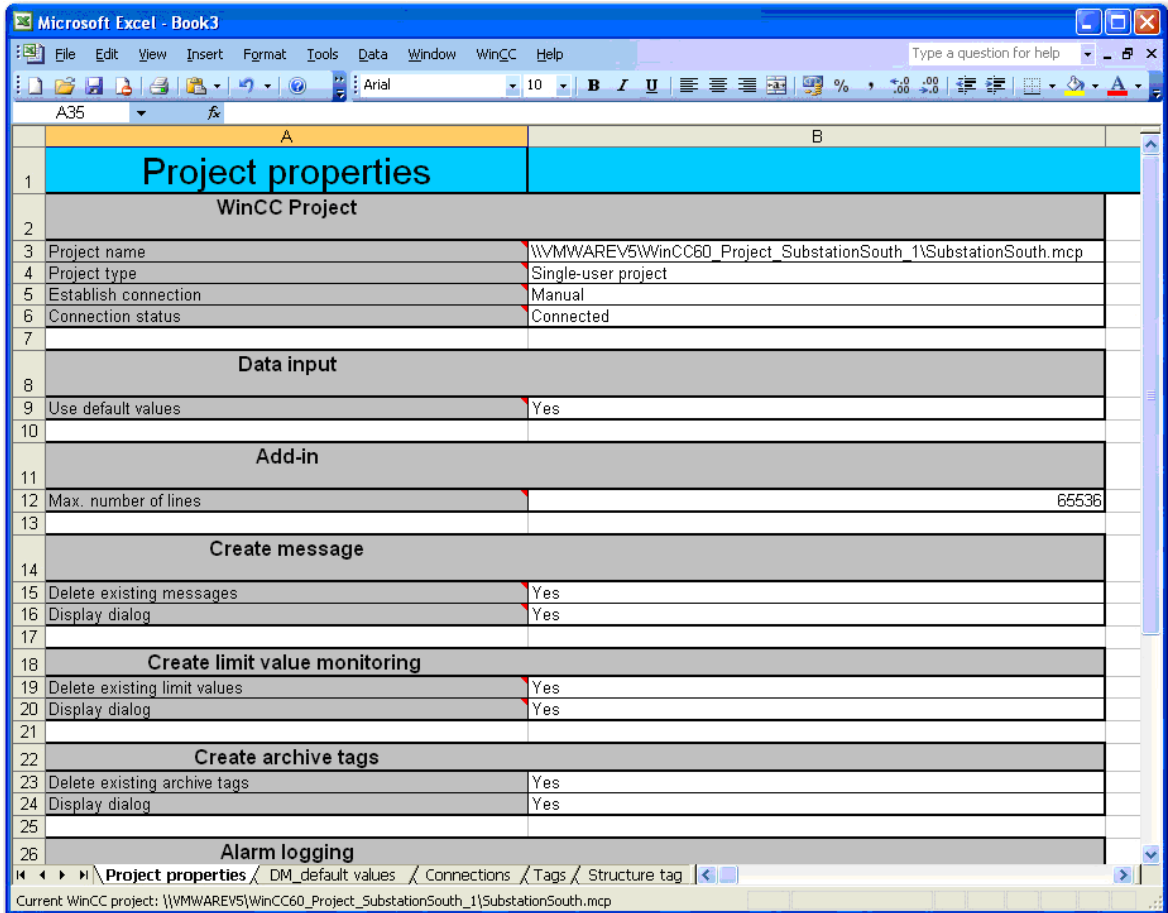 Microsoft Excel - Book3
File Edit View Insert Format Tools Data Window WinCC Help Type a question for help
Arial 10 B I U % ,
A35 fx
A B
1 Project properties
2 WinCC Project
3 Project name \\VMWAREV5\WinCC60_Project_SubstationSouth_1\SubstationSouth.mcp
4 Project type Single-user project
5 Establish connection Manual
6 Connection status Connected
7
8 Data input
9 Use default values Yes
10
11 Add-in
12 Max. number of lines 65536
13
14 Create message
15 Delete existing messages Yes
16 Display dialog Yes
17
18 Create limit value monitoring
19 Delete existing limit values Yes
20 Display dialog Yes
21
22 Create archive tags
23 Delete existing archive tags Yes
24 Display dialog Yes
25
26 Alarm logging
Project properties DM_default values Connections Tags Structure tag
Current WinCC project: \\VMWAREV5\WinCC60_Project_SubstationSouth_1\SubstationSouth.mcp